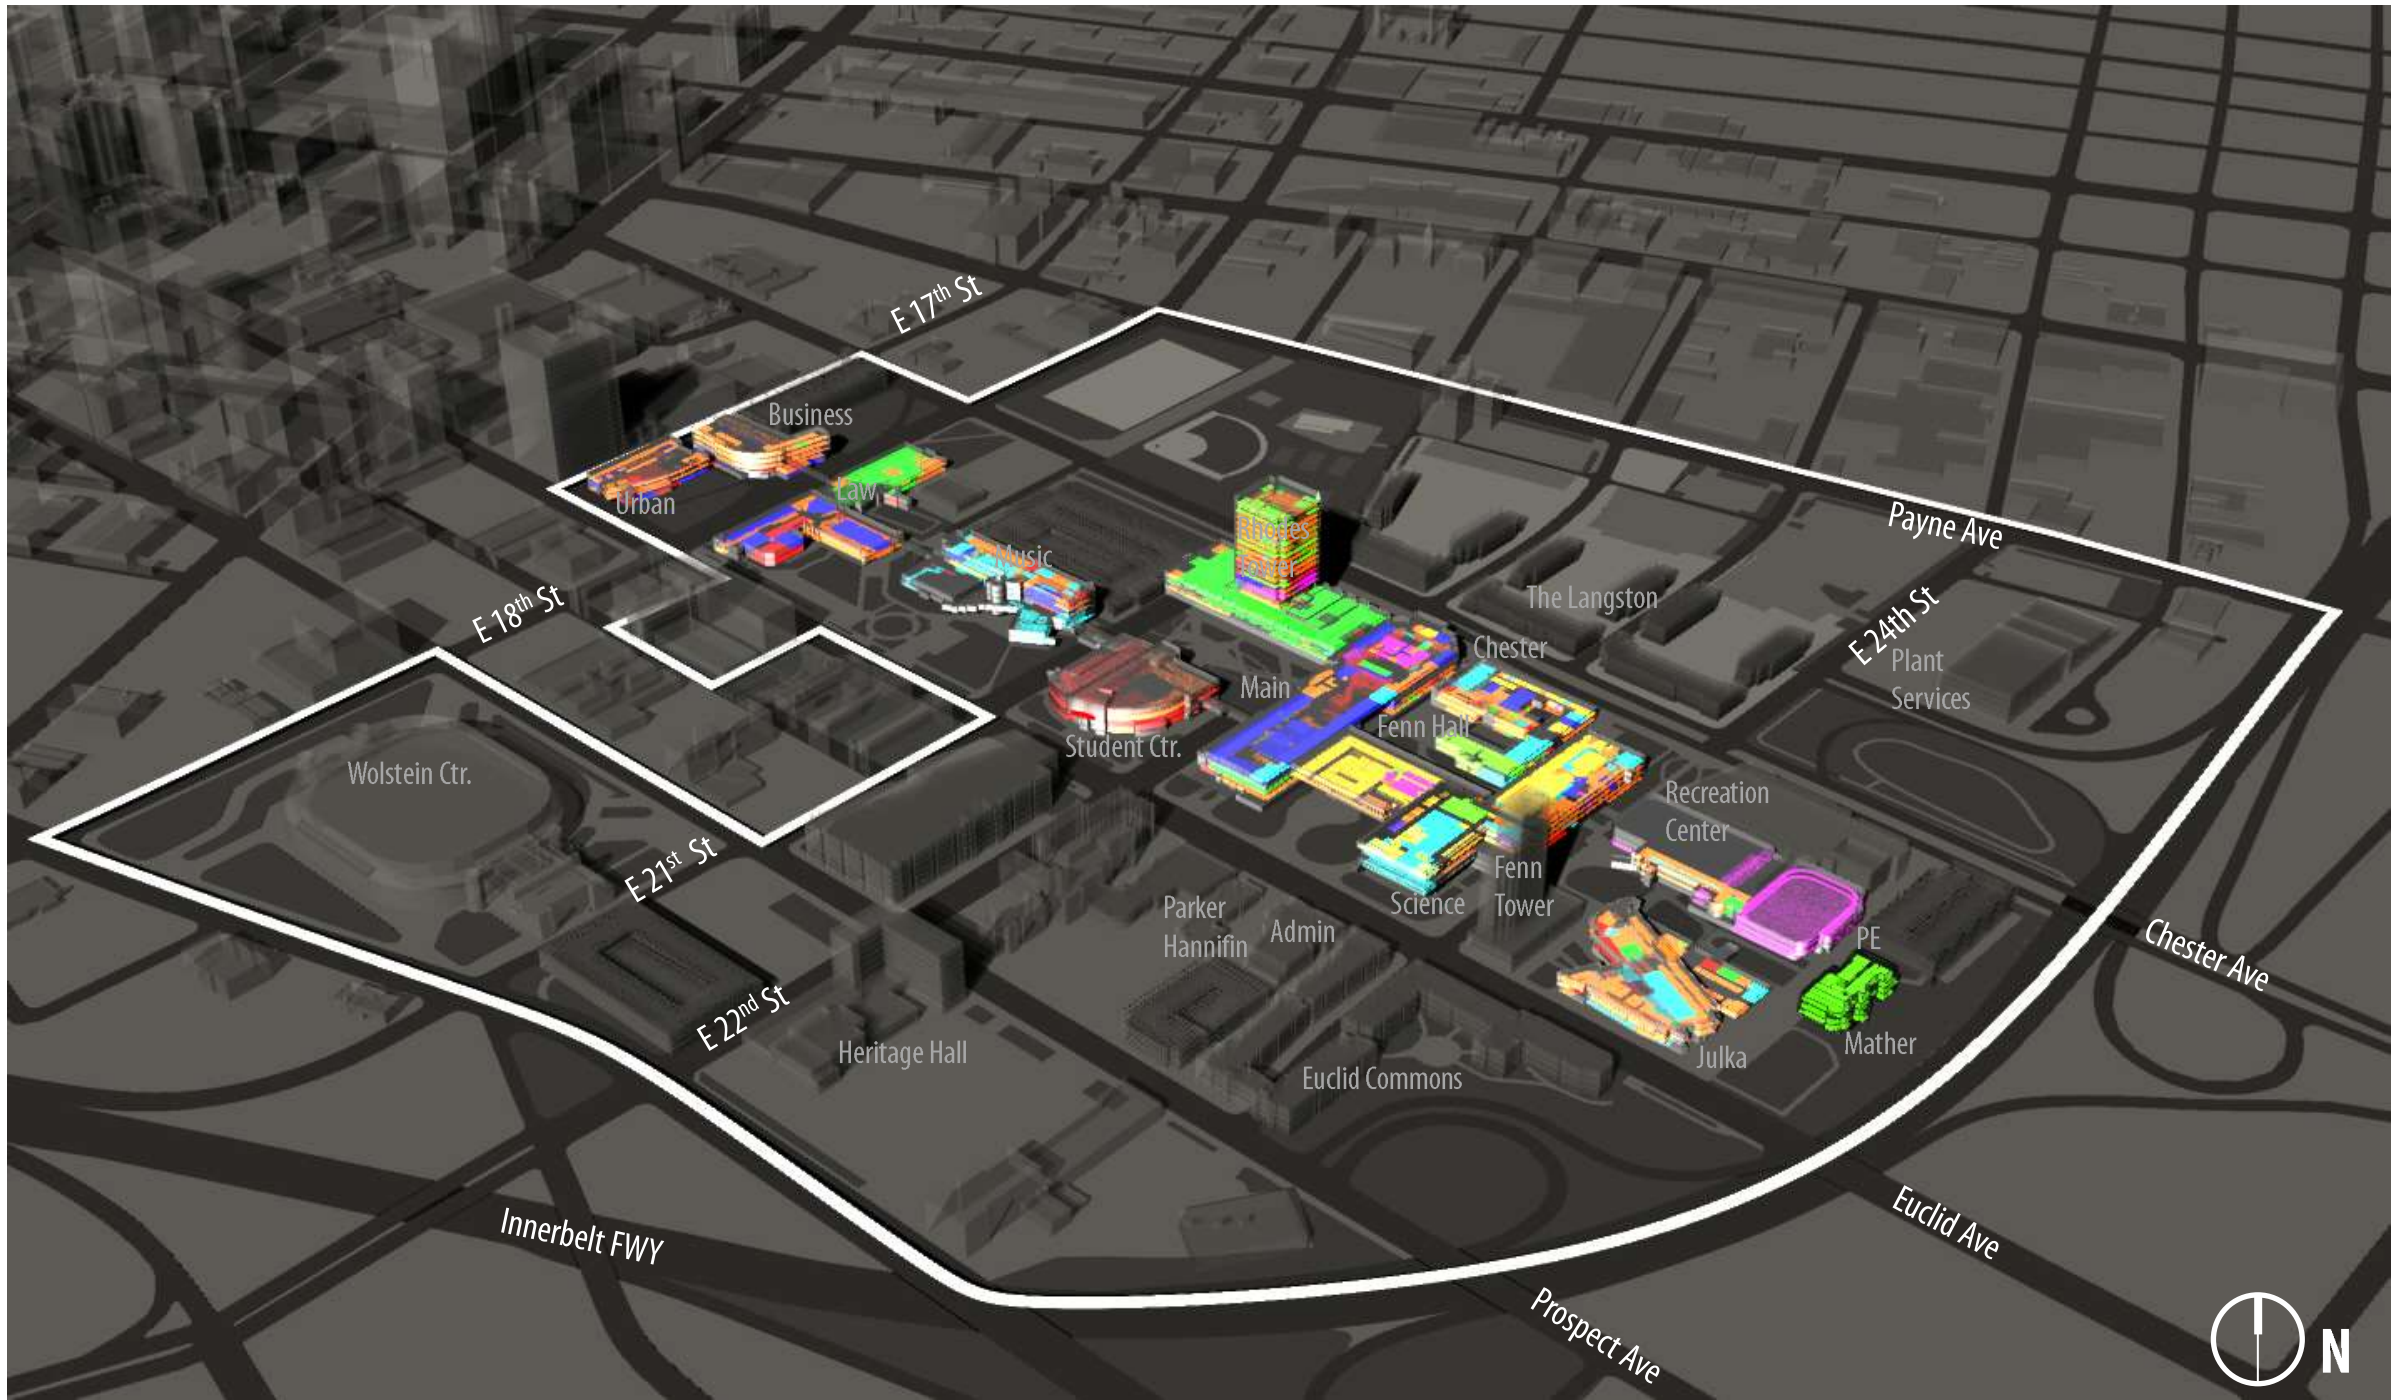 E 17th St
Business
Urban
Law
Rhodes
Tower
Music
Payne Ave
The Langston
E 18th St
E 24th St
Chester
Plant
Services
Main
Fenn Hall
Student Ctr.
Wolstein Ctr.
Recreation
Center
E 21st St
Fenn
Tower
Science
Parker
Hannifin
Admin
PE
Chester Ave
E 22nd St
Heritage Hall
Mather
Julka
Euclid Commons
Innerbelt FWY
Euclid Ave
Prospect Ave
N